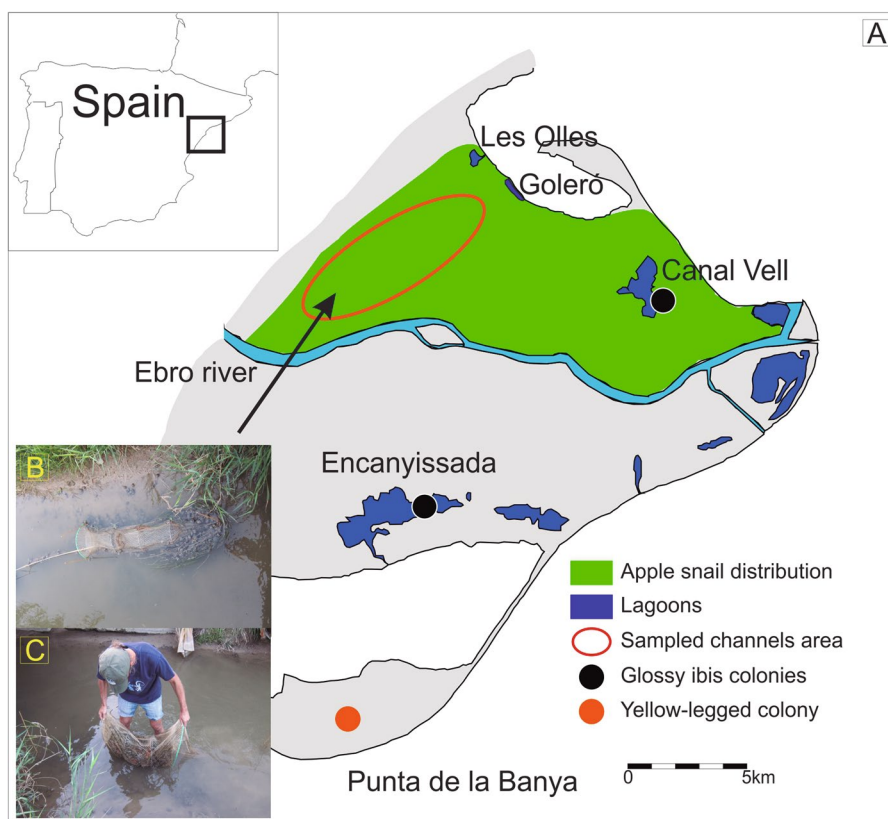 A
Spain
Les Olles
Goleró
Canal Vell
Ebro river
Encanyissada
B
C
Apple snail distribution
Lagoons
Sampled channels area
Glossy ibis colonies
Yellow-legged colony
Punta de la Banya
0 5km